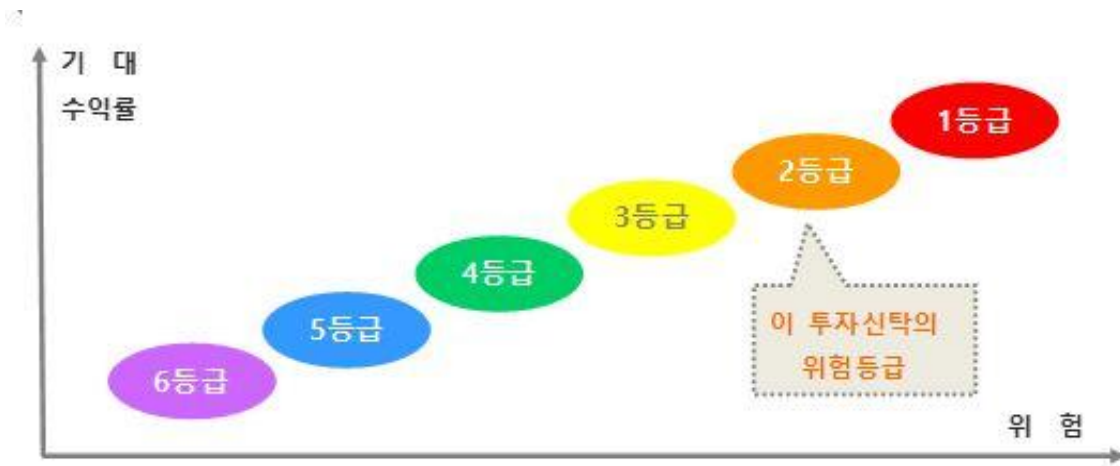 기 대
수익률
1등급
2등급
3등급
4등급
5등급
6등급
이 투자신탁의
위험등급
위 험